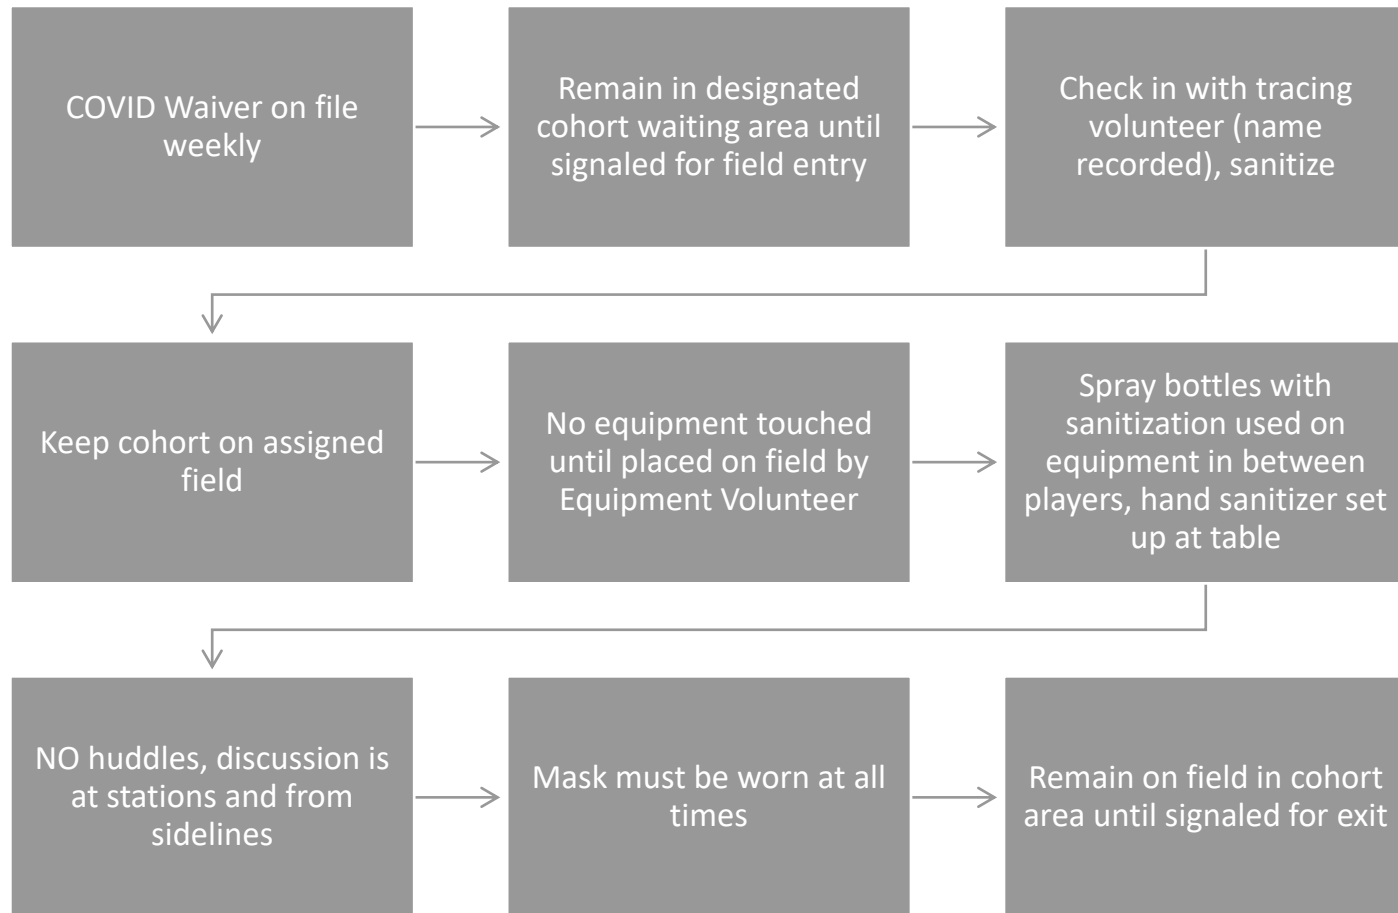 COVID Waiver on file
weekly
Remain in designated
cohort waiting area until
signaled for field entry
Check in with tracing
volunteer (name
recorded), sanitize
Keep cohort on assigned
field
No equipment touched
until placed on field by
Equipment Volunteer
Spray bottles with
sanitization used on
equipment in between
players, hand sanitizer set
up at table
NO huddles, discussion is
at stations and from
sidelines
Mask must be worn at all
times
Remain on field in cohort
area until signaled for exit